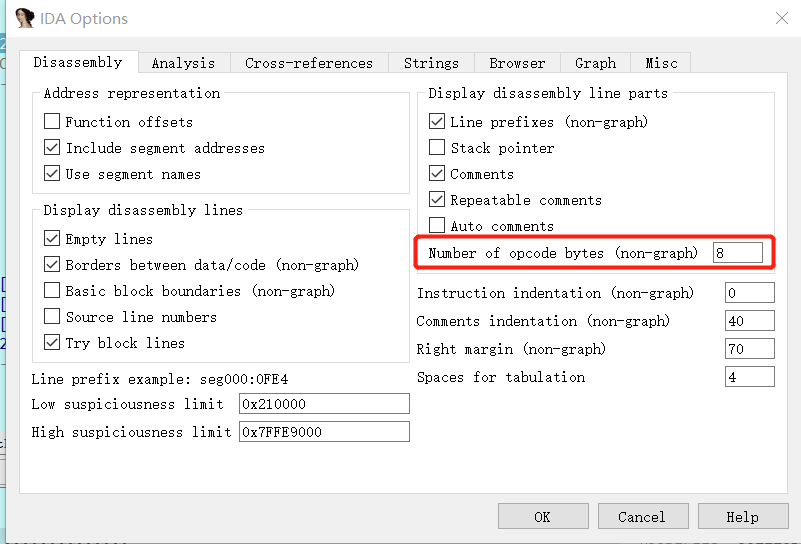 IDA Options
Disassembly Analysis Cross-references Strings Browser Graph Misc
Address representation
Function offsets
Include segment addresses
Use segment names
Display disassembly lines
Empty lines
Borders between data/code (non-graph)
Basic block boundaries (non-graph)
Source line numbers
Try block lines
Line prefix example: seg000:0FE4
Low suspiciousness limit 0x210000
High suspiciousness limit 0x7FFE9000
Display disassembly line parts
Line prefixes (non-graph)
Stack pointer
Comments
Repeatable comments
Auto comments
Number of opcode bytes (non-graph) 8
Instruction indentation (non-graph) 0
Comments indentation (non-graph) 40
Right margin (non-graph) 70
Spaces for tabulation 4
OK Cancel Help